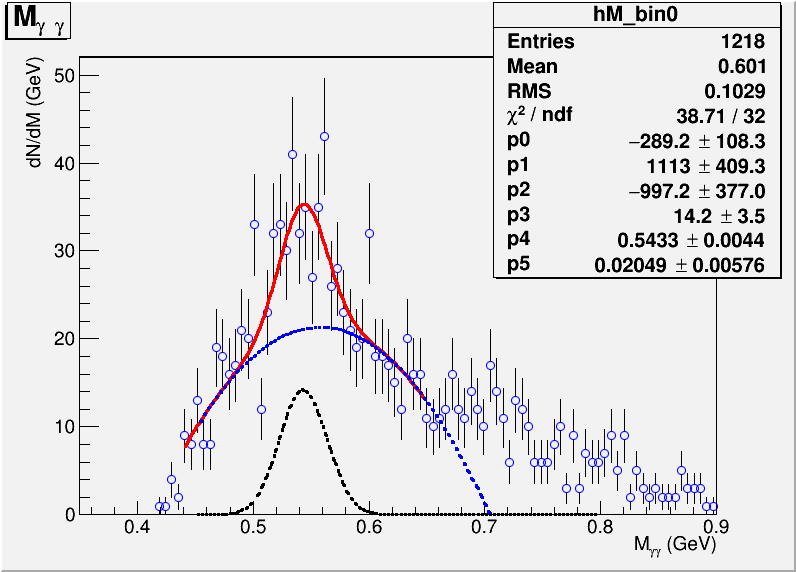 M γ γ
hM_bin0
Entries 1218
Mean 0.601
RMS 0.1029
χ² / ndf 38.71 / 32
p0 −289.2 ± 108.3
p1 1113 ± 409.3
p2 −997.2 ± 377.0
p3 14.2 ± 3.5
p4 0.5433 ± 0.0044
p5 0.02049 ± 0.00576
dN/dM (GeV)
50
40
30
20
10
0
0.4 0.5 0.6 0.7 0.8 0.9
Mγγ (GeV)